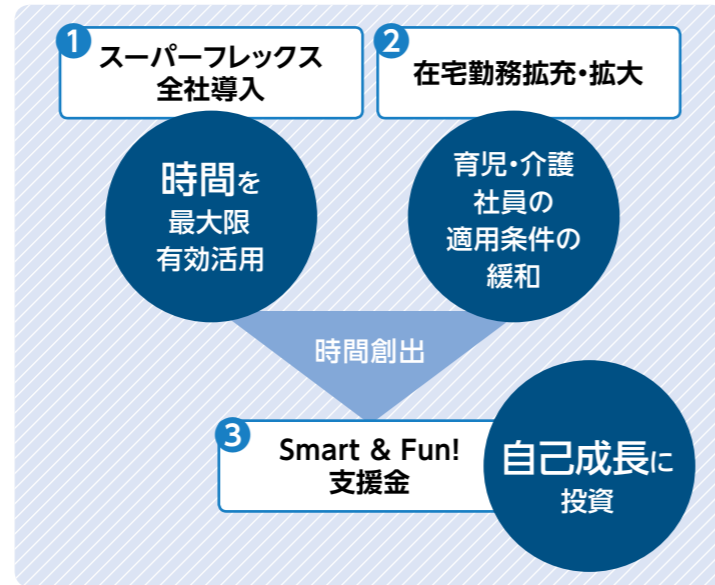 1
スーパーフレックス
全社導入
時間を
最大限
有効活用
2
在宅勤務拡充・拡大
育児・介護
社員の
適用条件の
緩和
時間創出
3
Smart & Fun!
支援金
自己成長に
投資